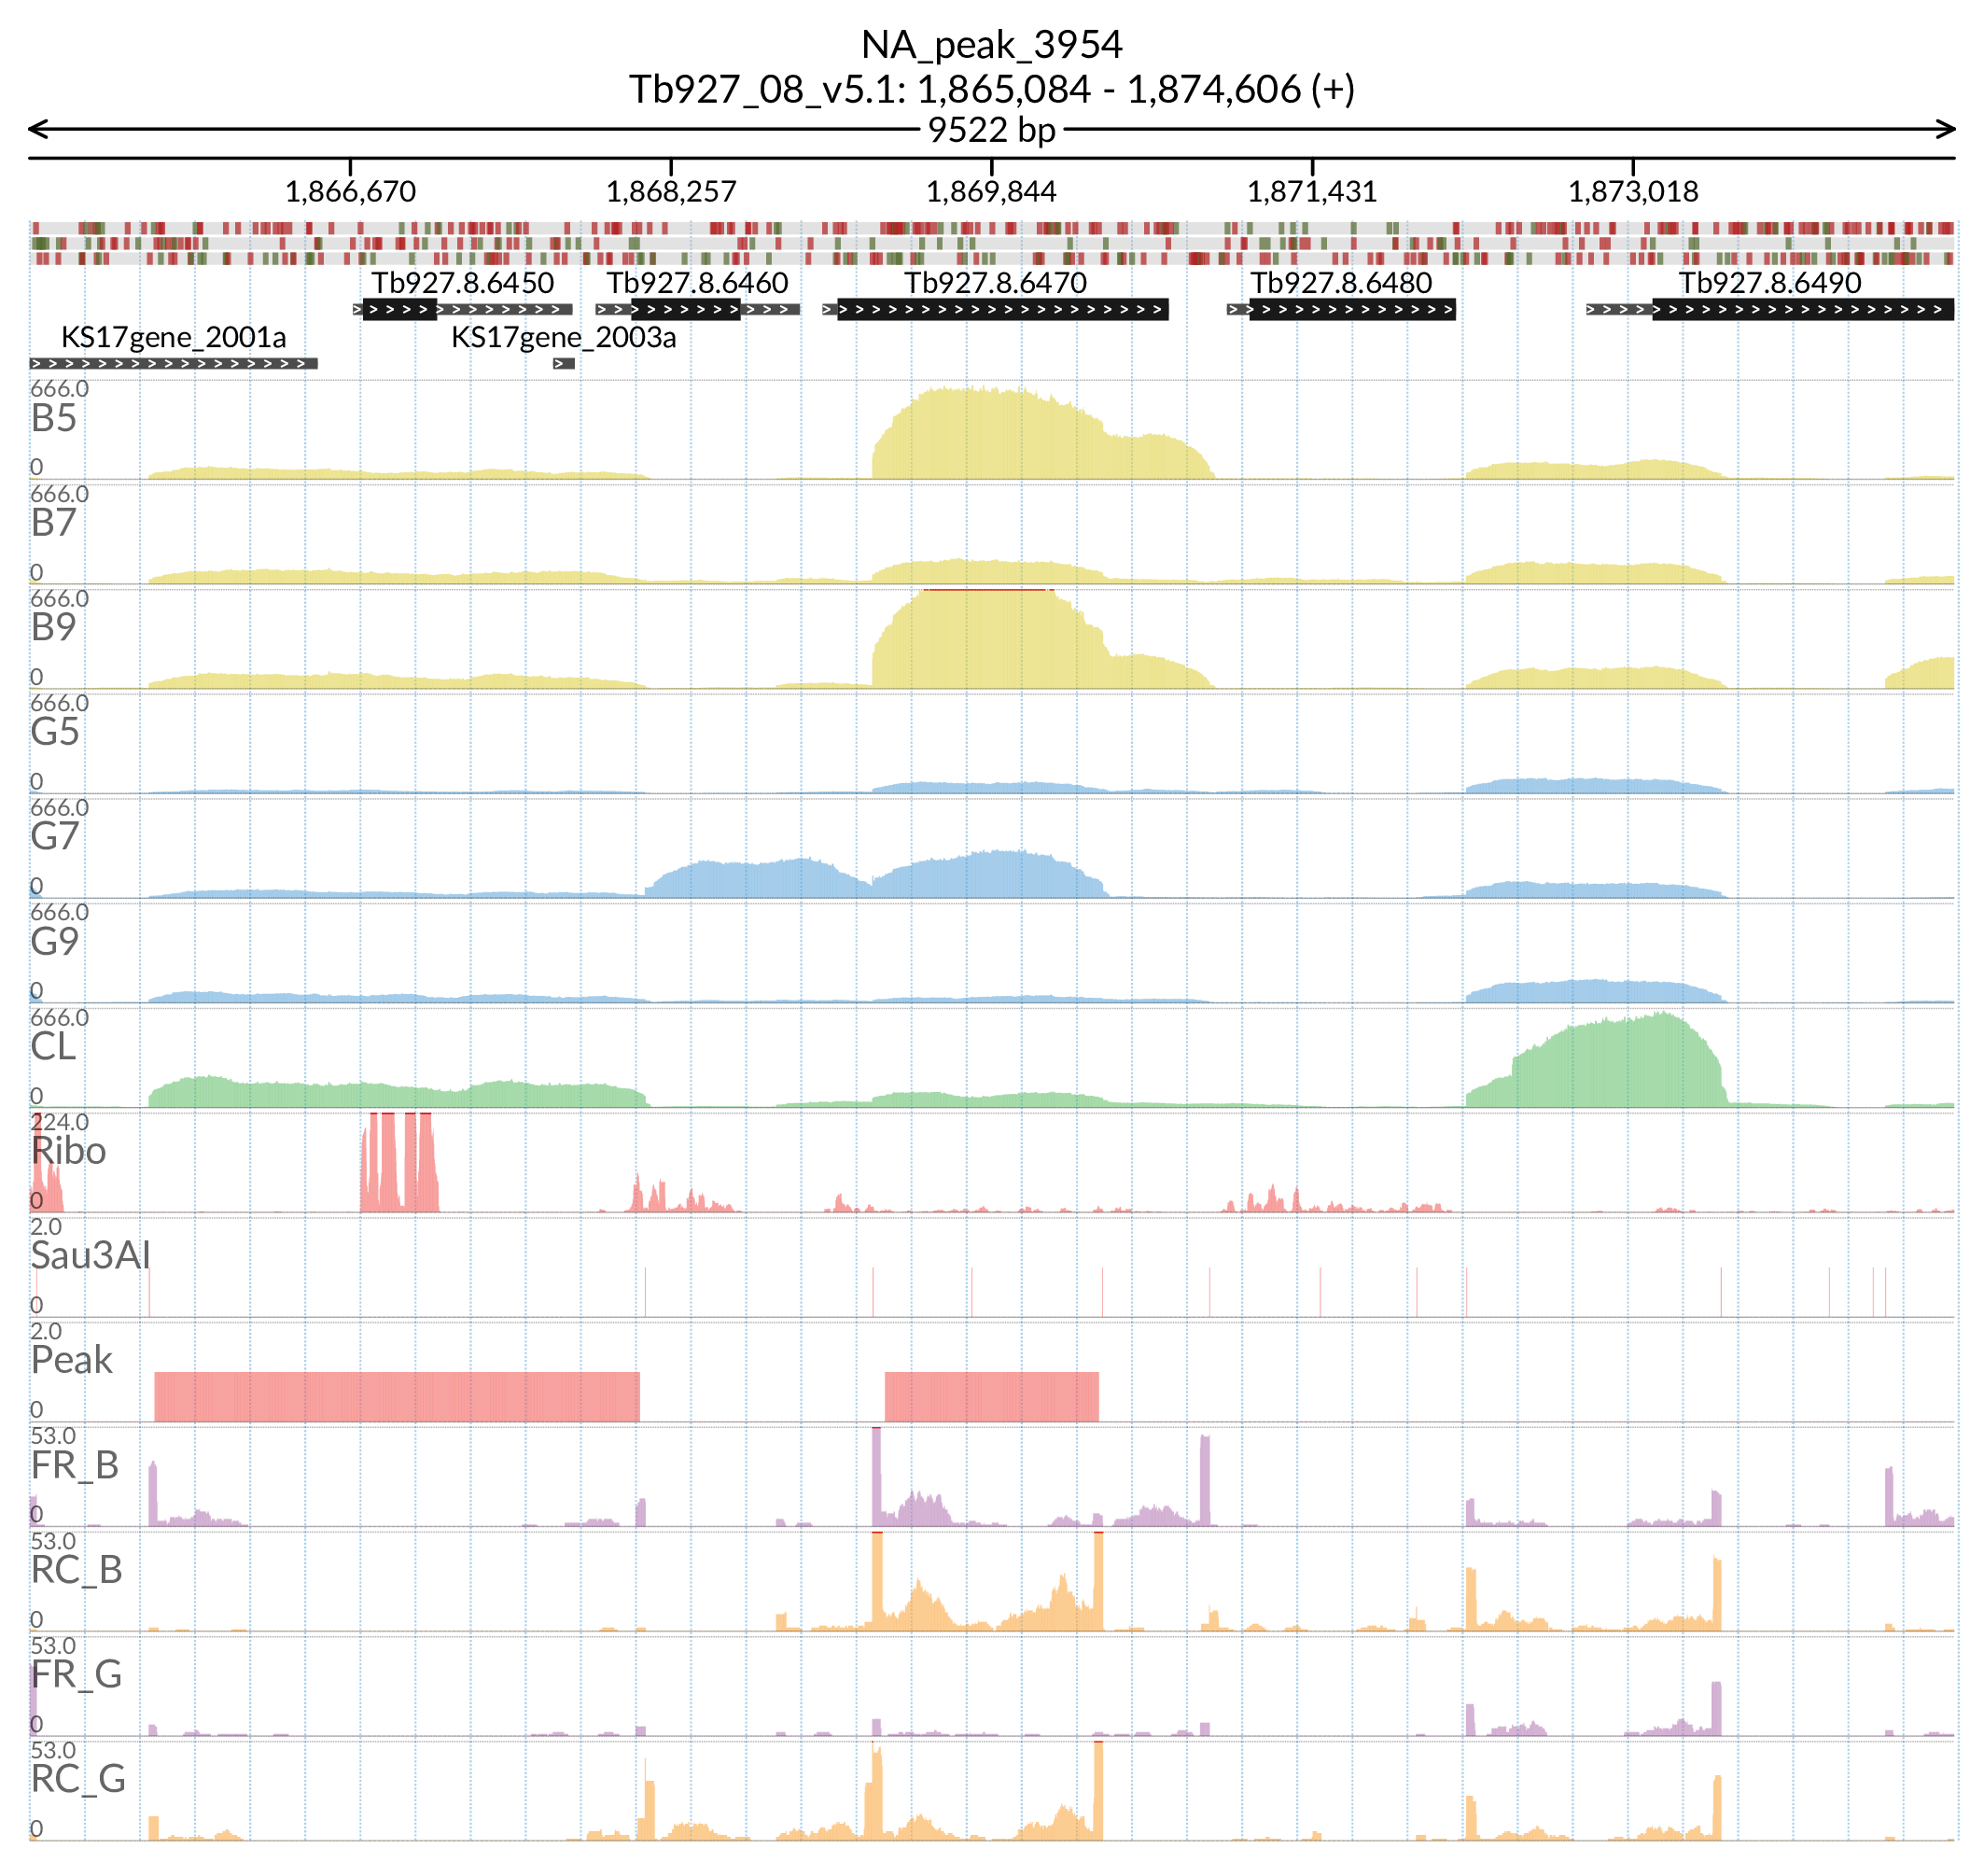 NA_peak_3954
Tb927_08_v5.1: 1,865,084 - 1,874,606 (+)
9522 bp
1,866,670 1,868,257 1,869,844 1,871,431 1,873,018
Tb927.8.6450 Tb927.8.6460 Tb927.8.6470 Tb927.8.6480 Tb927.8.6490
KS17gene_2001a KS17gene_2003a
666.0
B5
0
666.0
B7
0
666.0
B9
0
666.0
G5
0
666.0
G7
0
666.0
G9
0
666.0
CL
0
224.0
Ribo
0
2.0
Sau3AI
0
2.0
Peak
0
53.0
FR_B
0
53.0
RC_B
0
53.0
FR_G
0
53.0
RC_G
0